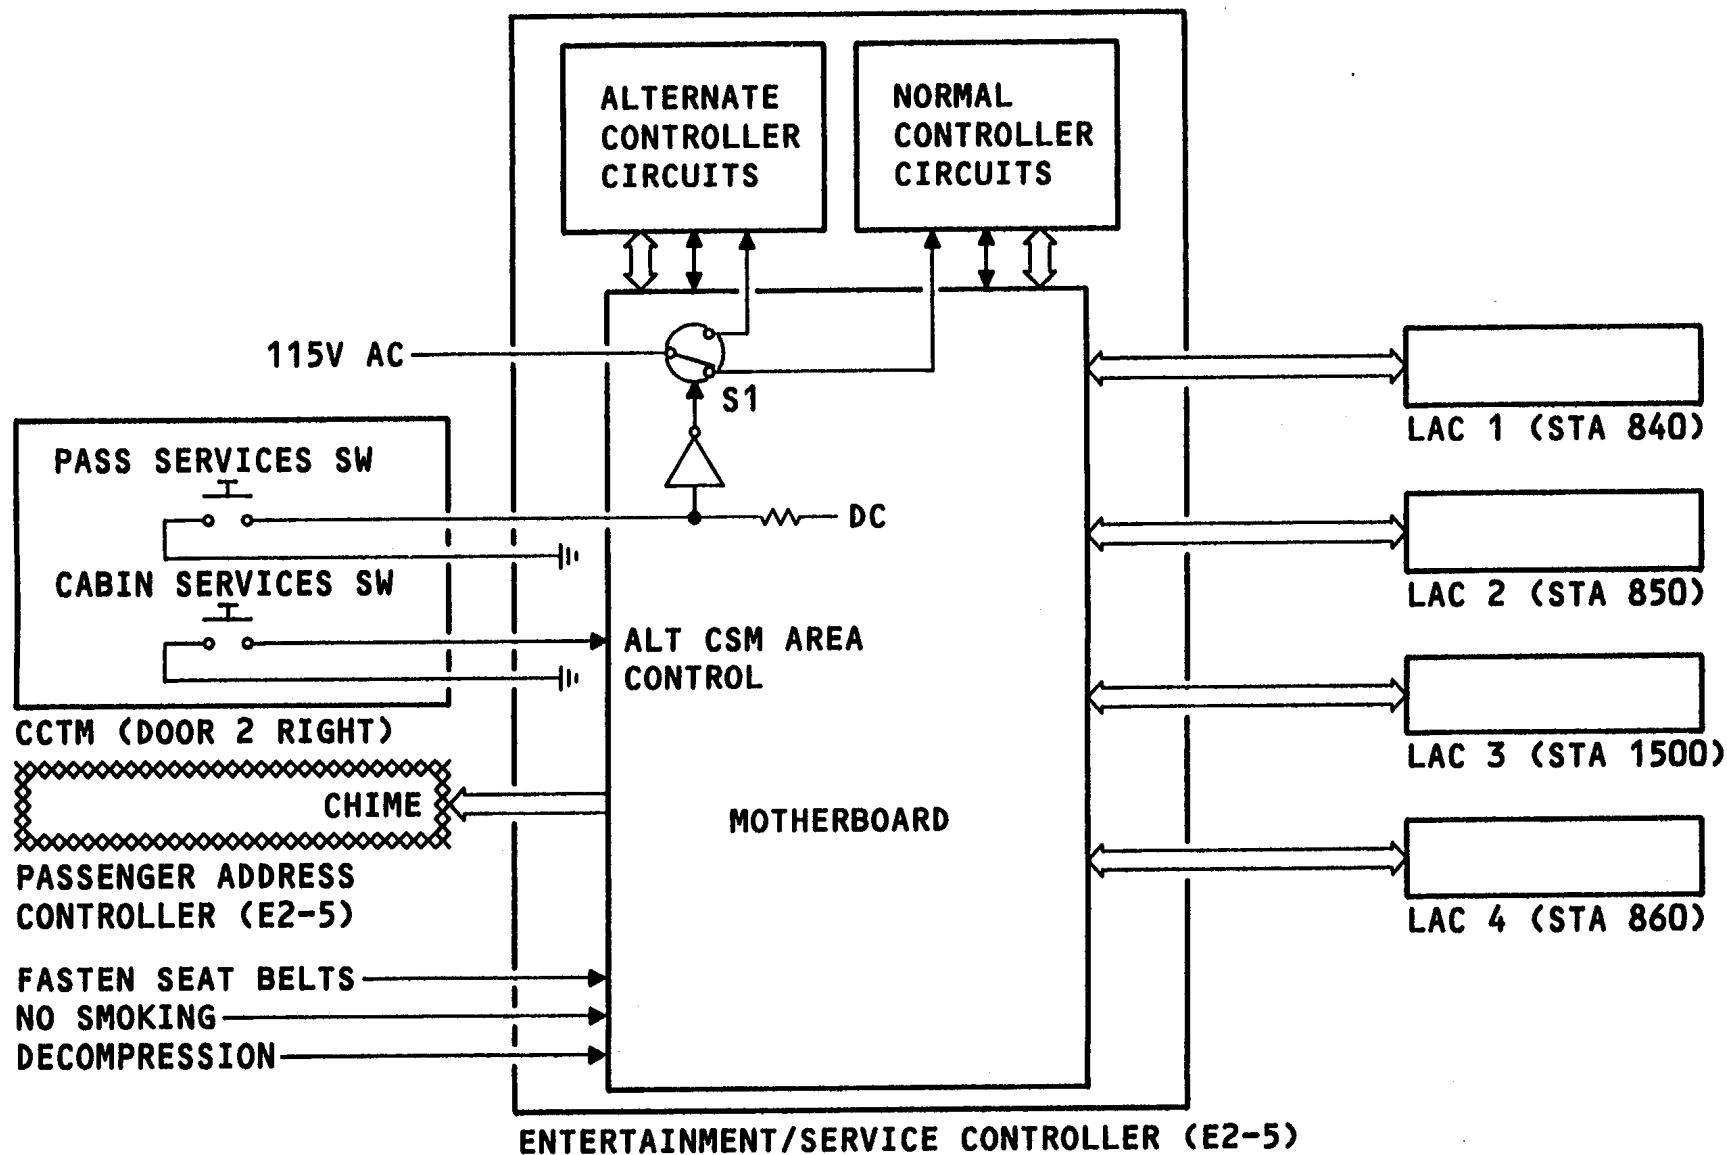 ALTERNATE
CONTROLLER
CIRCUITS
NORMAL
CONTROLLER
CIRCUITS
115V AC
S1
PASS SERVICES SW
DC
CABIN SERVICES SW
ALT CSM AREA
CONTROL
CCTM (DOOR 2 RIGHT)
CHIME
PASSENGER ADDRESS
CONTROLLER (E2-5)
MOTHERBOARD
FASTEN SEAT BELTS
NO SMOKING
DECOMPRESSION
LAC 1 (STA 840)
LAC 2 (STA 850)
LAC 3 (STA 1500)
LAC 4 (STA 860)
ENTERTAINMENT/SERVICE CONTROLLER (E2-5)